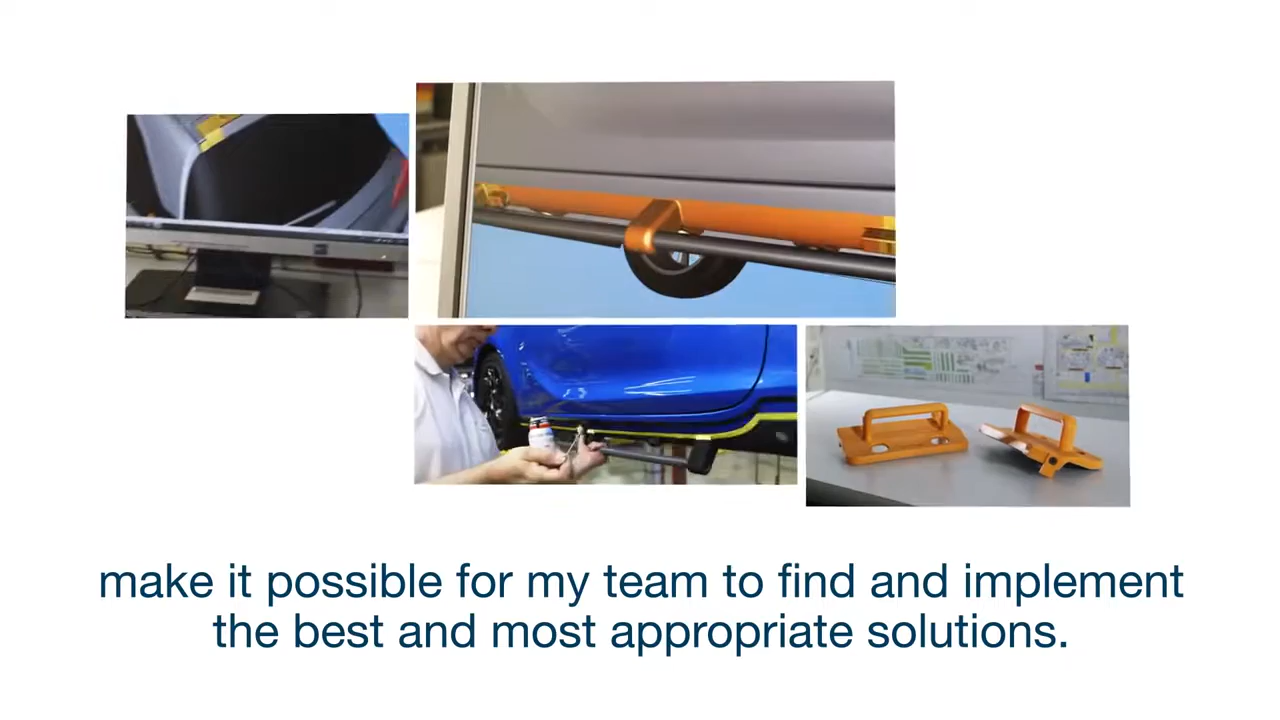 make it possible for my team to find and implement
the best and most appropriate solutions.